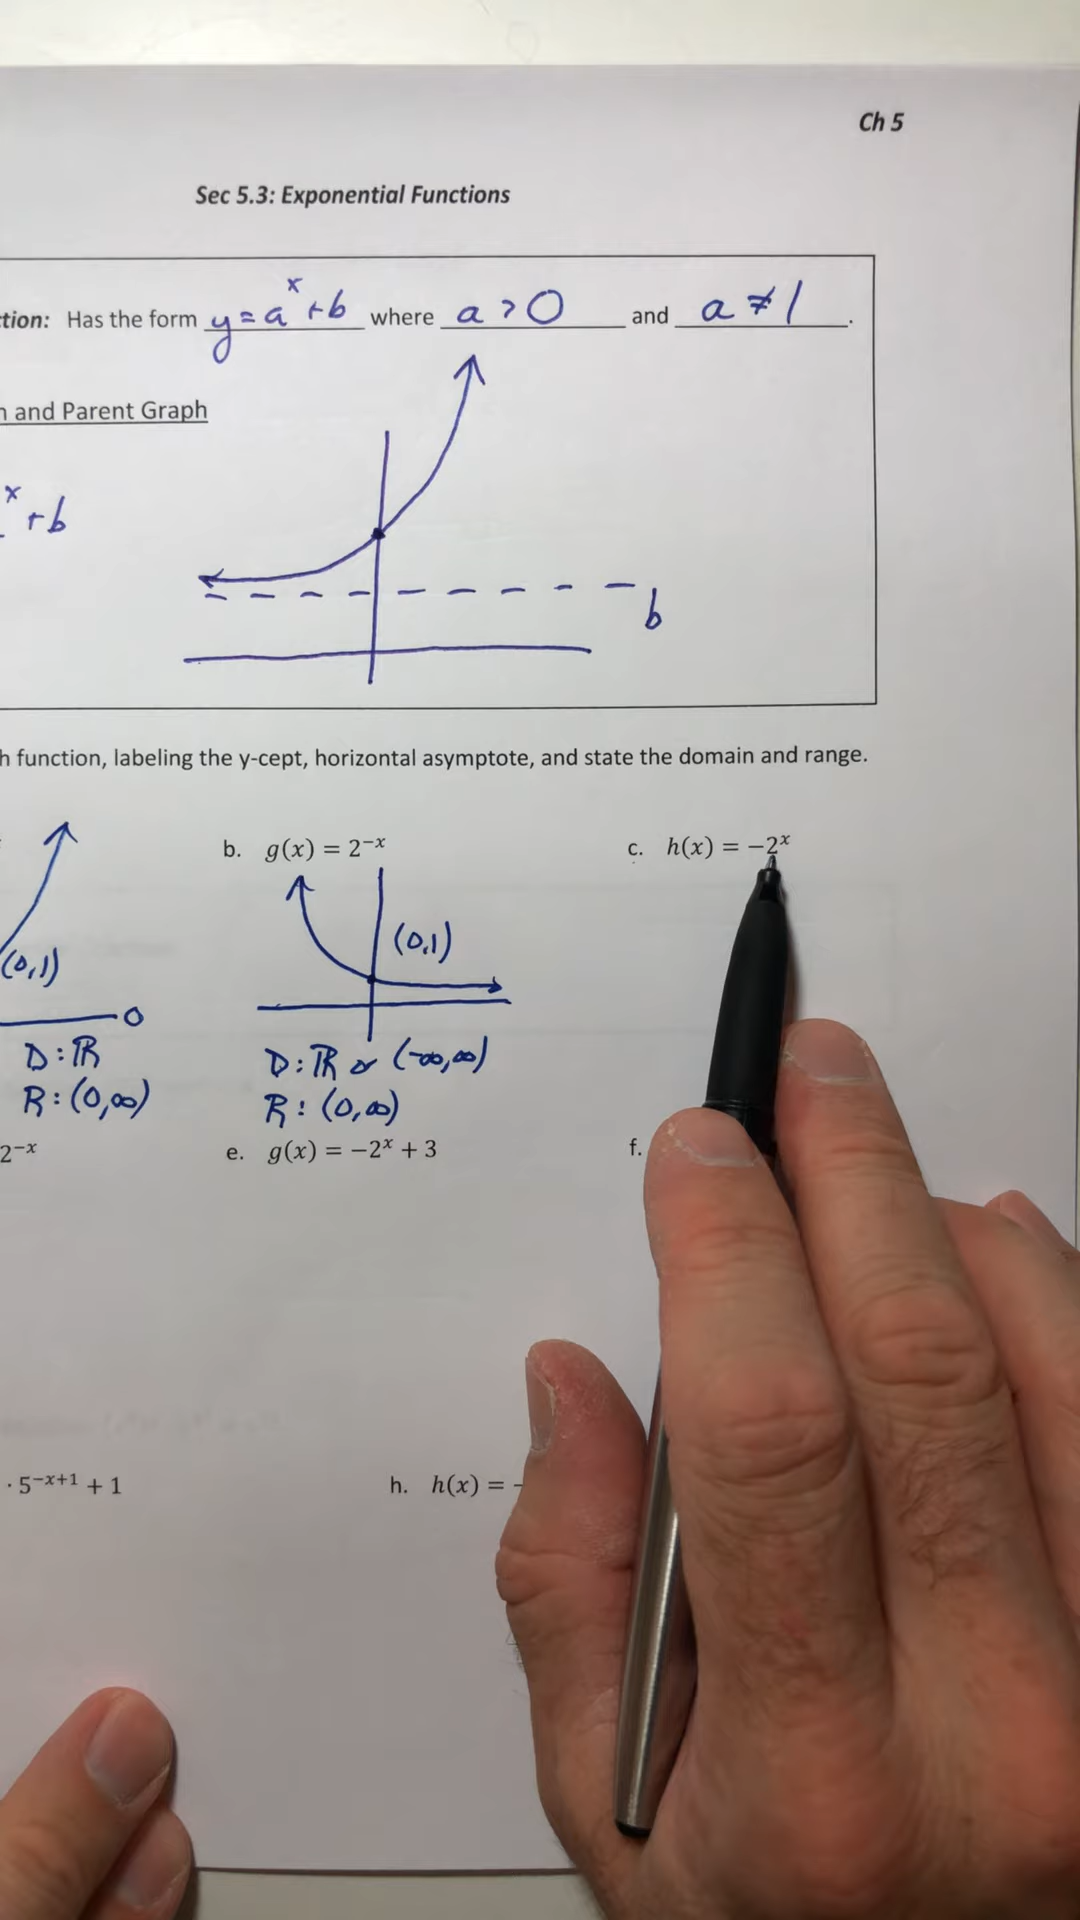 Ch 5
Sec 5.3: Exponential Functions
tion: Has the form y = a^x + b where a > 0 and a ≠ 1.
and Parent Graph
^x + b
b
function, labeling the y-cept, horizontal asymptote, and state the domain and range.
b. g(x) = 2^{−x}
c. h(x) = −2^x
(0,1)
(0,1)
0
D: ℝ
R: (0,∞)
D: ℝ or (-∞,∞)
R: (0,∞)
2^{−x}
e. g(x) = −2^x + 3
f.
· 5^{−x+1} + 1
h. h(x) = -